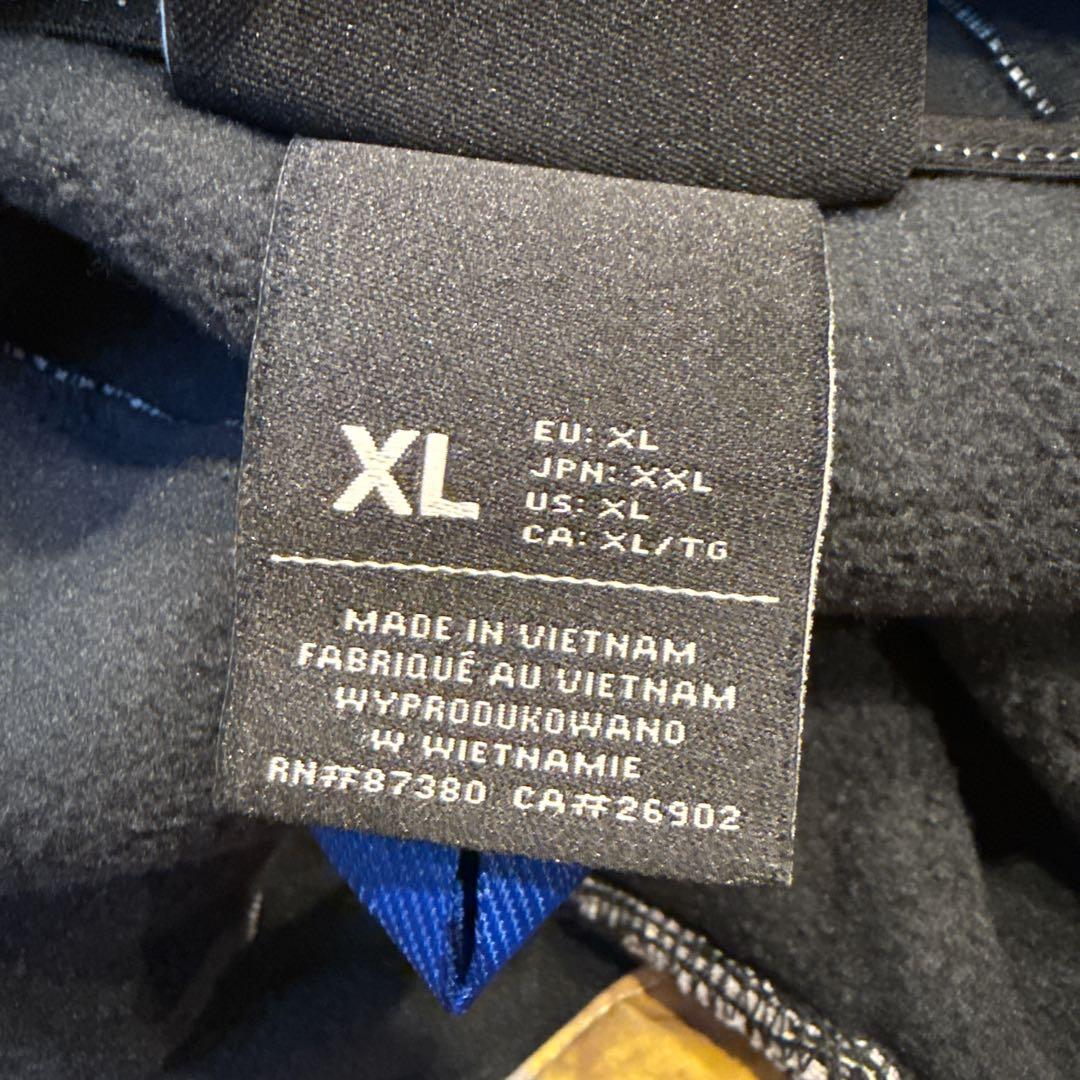 XL
EU: XL
JPN: XXL
US: XL
CA: XL/TG
MADE IN VIETNAM
FABRIQUÉ AU VIETNAM
WYPRODUKOWANO
W WIETNAMIE
RN#87380 CA#26902